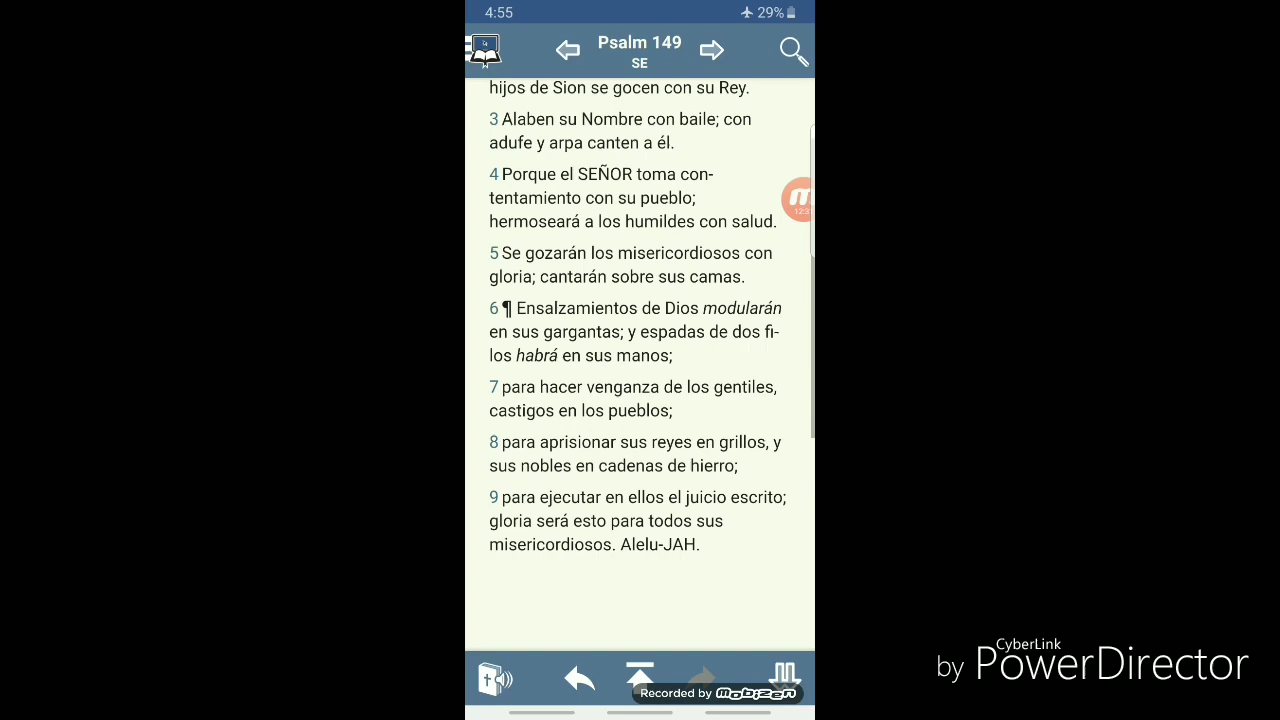 4:55
29%
Psalm 149
SE
hijos de Sion se gocen con su Rey.
3 Alaben su Nombre con baile; con
adufe y arpa canten a él.
4 Porque el SEÑOR toma con-
tentamiento con su pueblo;
hermoseará a los humildes con salud.
5 Se gozarán los misericordiosos con
gloria; cantarán sobre sus camas.
6 ¶ Ensalzamientos de Dios modularán
en sus gargantas; y espadas de dos fi-
los habrá en sus manos;
7 para hacer venganza de los gentiles,
castigos en los pueblos;
8 para aprisionar sus reyes en grillos, y
sus nobles en cadenas de hierro;
9 para ejecutar en ellos el juicio escrito;
gloria será esto para todos sus
misericordiosos. Alelu-JAH.
Recorded by Mobizen
CyberLink
by PowerDirector